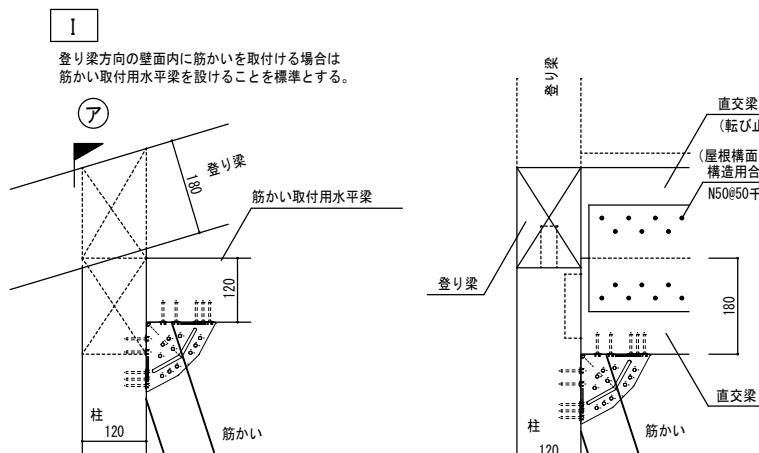 I
登り梁方向の壁面内に筋かいを取付ける場合は
筋かい取付用水平梁を設けることを標準とする。
ア
登り梁
180
筋かい取付用水平梁
120
柱
120
筋かい
登り梁
直交梁
(転び止
(屋根構面
構造用合
N50@50千
登り梁
180
直交梁
柱
120
筋かい